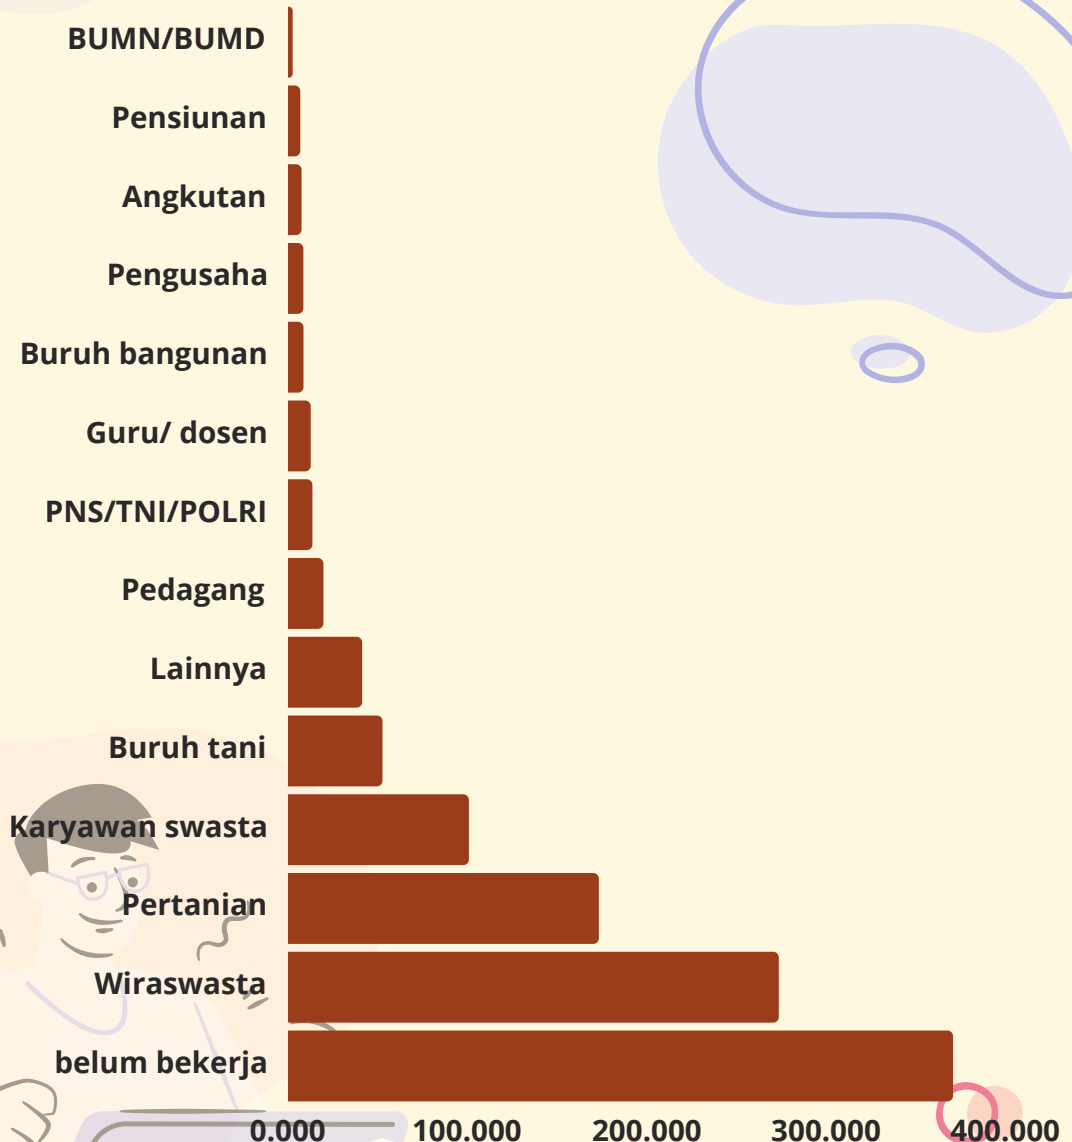 BUMN/BUMD
Pensiunan
Angkutan
Pengusaha
Buruh bangunan
Guru/ dosen
PNS/TNI/POLRI
Pedagang
Lainnya
Buruh tani
Karyawan swasta
Pertanian
Wiraswasta
belum bekerja
0.000 100.000 200.000 300.000 400.000